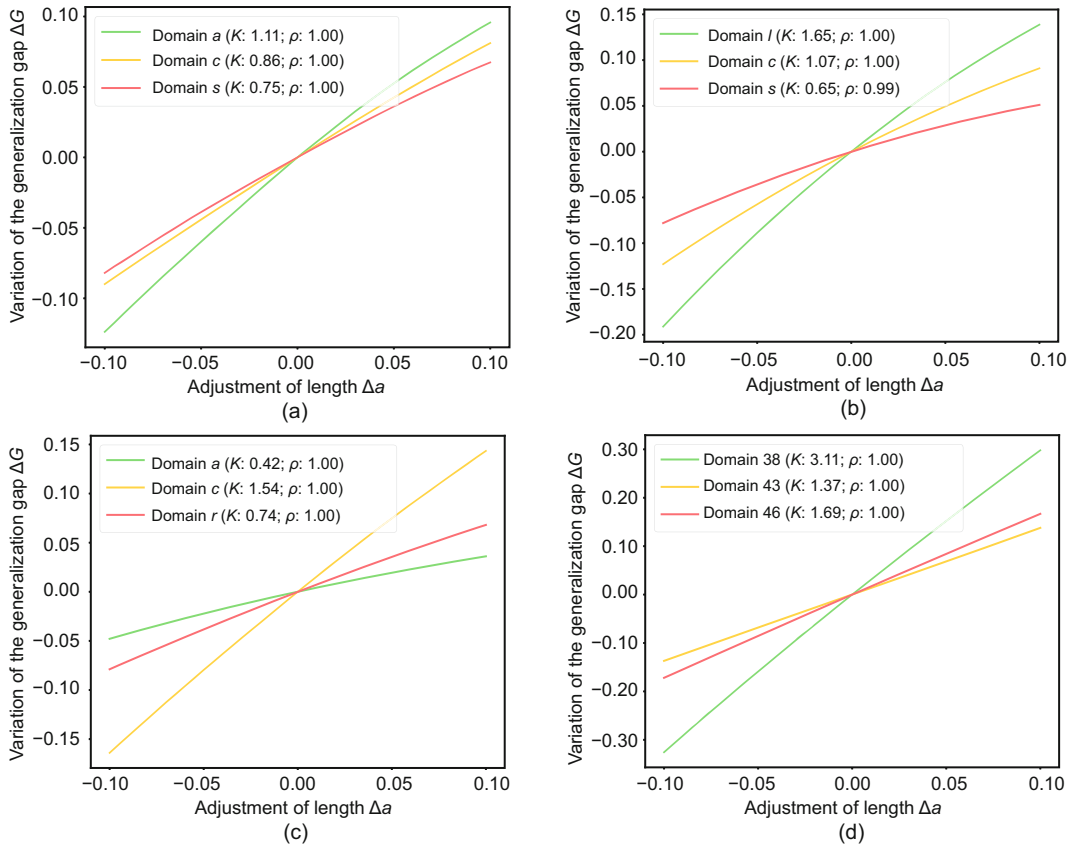 Variation of the generalization gap ΔG
0.10
0.05
0.00
−0.05
−0.10
Domain a (K: 1.11; ρ: 1.00)
Domain c (K: 0.86; ρ: 1.00)
Domain s (K: 0.75; ρ: 1.00)
−0.10 −0.05 0.00 0.05 0.10
Adjustment of length Δa
(a)
Variation of the generalization gap ΔG
0.15
0.10
0.05
0.00
−0.05
−0.10
−0.15
−0.20
Domain l (K: 1.65; ρ: 1.00)
Domain c (K: 1.07; ρ: 1.00)
Domain s (K: 0.65; ρ: 0.99)
−0.10 −0.05 0.00 0.05 0.10
Adjustment of length Δa
(b)
Variation of the generalization gap ΔG
0.15
0.10
0.05
0.00
−0.05
−0.10
−0.15
Domain a (K: 0.42; ρ: 1.00)
Domain c (K: 1.54; ρ: 1.00)
Domain r (K: 0.74; ρ: 1.00)
−0.10 −0.05 0.00 0.05 0.10
Adjustment of length Δa
(c)
Variation of the generalization gap ΔG
0.30
0.20
0.10
0.00
−0.10
−0.20
−0.30
Domain 38 (K: 3.11; ρ: 1.00)
Domain 43 (K: 1.37; ρ: 1.00)
Domain 46 (K: 1.69; ρ: 1.00)
−0.10 −0.05 0.00 0.05 0.10
Adjustment of length Δa
(d)